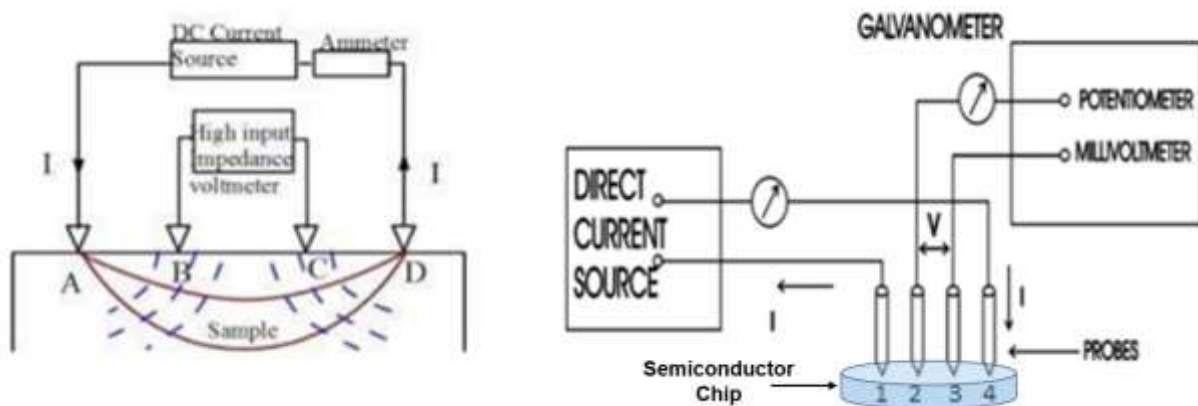 DC Current
Source
Ammeter
High input
impedance
voltmeter
I
I
A
B
C
D
Sample
GALVANOMETER
POTENTIOMETER
MILLIVOLTMETER
DIRECT
CURRENT
SOURCE
V
I
I
PROBES
Semiconductor
Chip
1 2 3 4